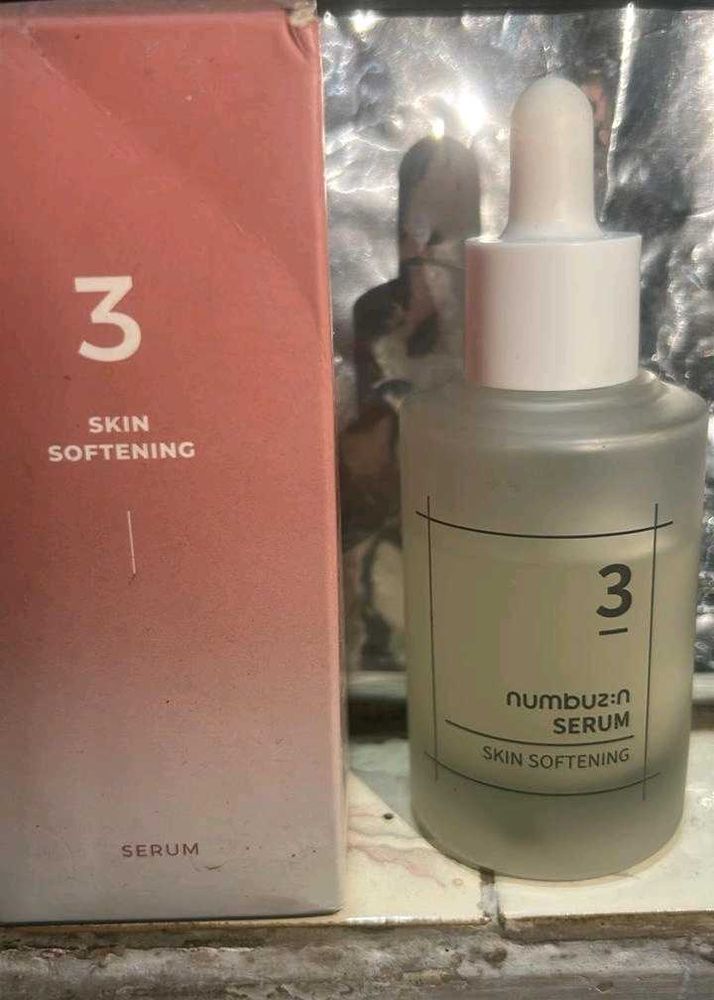 3
SKIN
SOFTENING
SERUM
3
numbuz:n
SERUM
SKIN SOFTENING